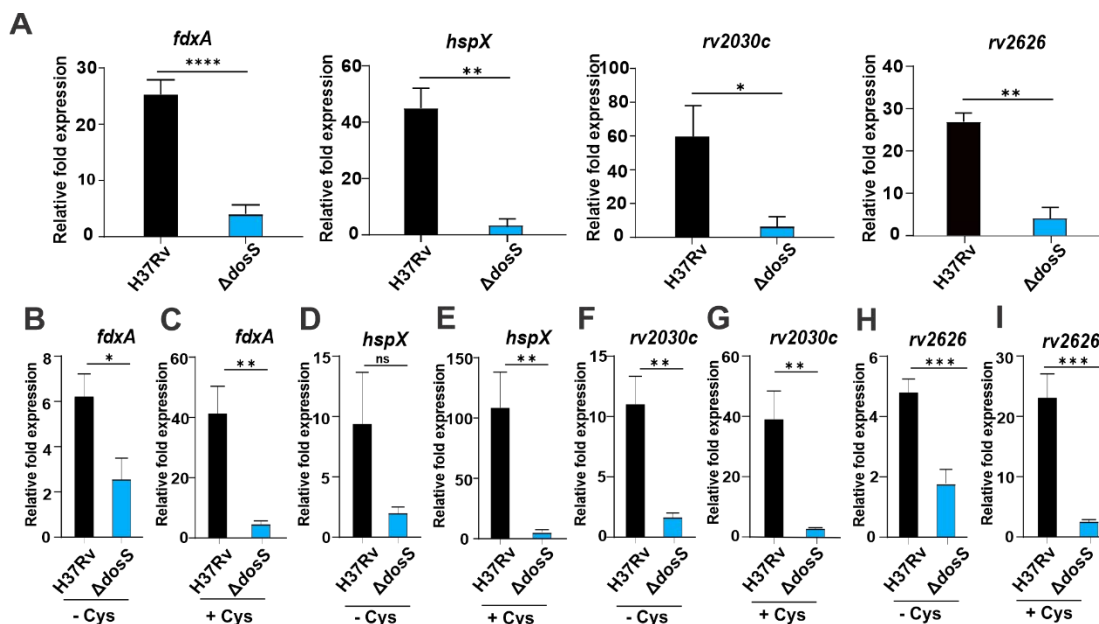 A
fdxA
hspX
rv2030c
rv2626
Relative fold expression
30
20
10
0
****
H37Rv
ΔdosS
Relative fold expression
60
40
20
0
**
H37Rv
ΔdosS
Relative fold expression
100
80
60
40
20
0
*
H37Rv
ΔdosS
Relative fold expression
40
30
20
10
0
**
H37Rv
ΔdosS
B
fdxA
Relative fold expression
8
6
4
2
0
*
H37Rv
ΔdosS
- Cys
C
fdxA
Relative fold expression
60
40
20
0
**
H37Rv
ΔdosS
+ Cys
D
hspX
Relative fold expression
15
10
5
0
ns
H37Rv
ΔdosS
- Cys
E
hspX
Relative fold expression
150
100
50
0
**
H37Rv
ΔdosS
+ Cys
F
rv2030c
Relative fold expression
15
10
5
0
**
H37Rv
ΔdosS
- Cys
G
rv2030c
Relative fold expression
60
40
20
0
**
H37Rv
ΔdosS
+ Cys
H
rv2626
Relative fold expression
6
4
2
0
***
H37Rv
ΔdosS
- Cys
I
rv2626
Relative fold expression
30
20
10
0
***
H37Rv
ΔdosS
+ Cys